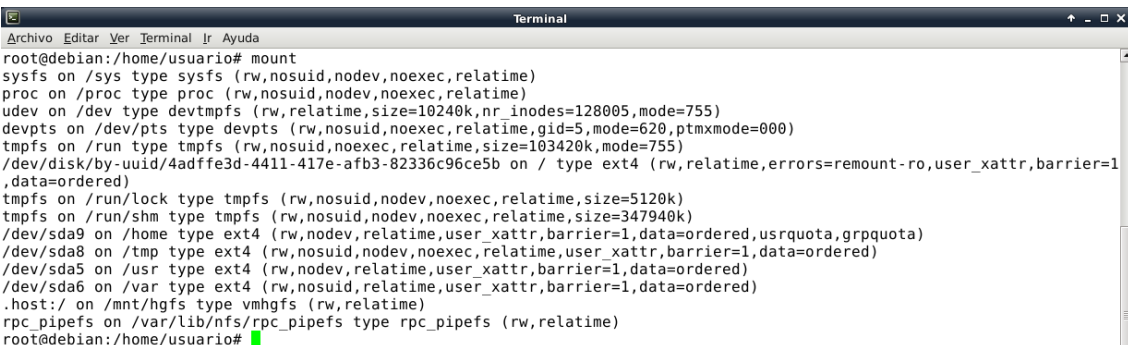 Terminal
Archivo Editar Ver Terminal Ir Ayuda
root@debian:/home/usuario# mount
sysfs on /sys type sysfs (rw,nosuid,nodev,noexec,relatime)
proc on /proc type proc (rw,nosuid,nodev,noexec,relatime)
udev on /dev type devtmpfs (rw,relatime,size=10240k,nr_inodes=128005,mode=755)
devpts on /dev/pts type devpts (rw,nosuid,noexec,relatime,gid=5,mode=620,ptmxmode=000)
tmpfs on /run type tmpfs (rw,nosuid,noexec,relatime,size=103420k,mode=755)
/dev/disk/by-uuid/4adffe3d-4411-417e-afb3-82336c96ce5b on / type ext4 (rw,relatime,errors=remount-ro,user_xattr,barrier=1
,data=ordered)
tmpfs on /run/lock type tmpfs (rw,nosuid,nodev,noexec,relatime,size=5120k)
tmpfs on /run/shm type tmpfs (rw,nosuid,nodev,noexec,relatime,size=347940k)
/dev/sda9 on /home type ext4 (rw,nodev,relatime,user_xattr,barrier=1,data=ordered,usrquota,grpquota)
/dev/sda8 on /tmp type ext4 (rw,nosuid,nodev,noexec,relatime,user_xattr,barrier=1,data=ordered)
/dev/sda5 on /usr type ext4 (rw,nodev,relatime,user_xattr,barrier=1,data=ordered)
/dev/sda6 on /var type ext4 (rw,nosuid,relatime,user_xattr,barrier=1,data=ordered)
.host:/ on /mnt/hgfs type vmhgfs (rw,relatime)
rpc_pipefs on /var/lib/nfs/rpc_pipefs type rpc_pipefs (rw,relatime)
root@debian:/home/usuario#